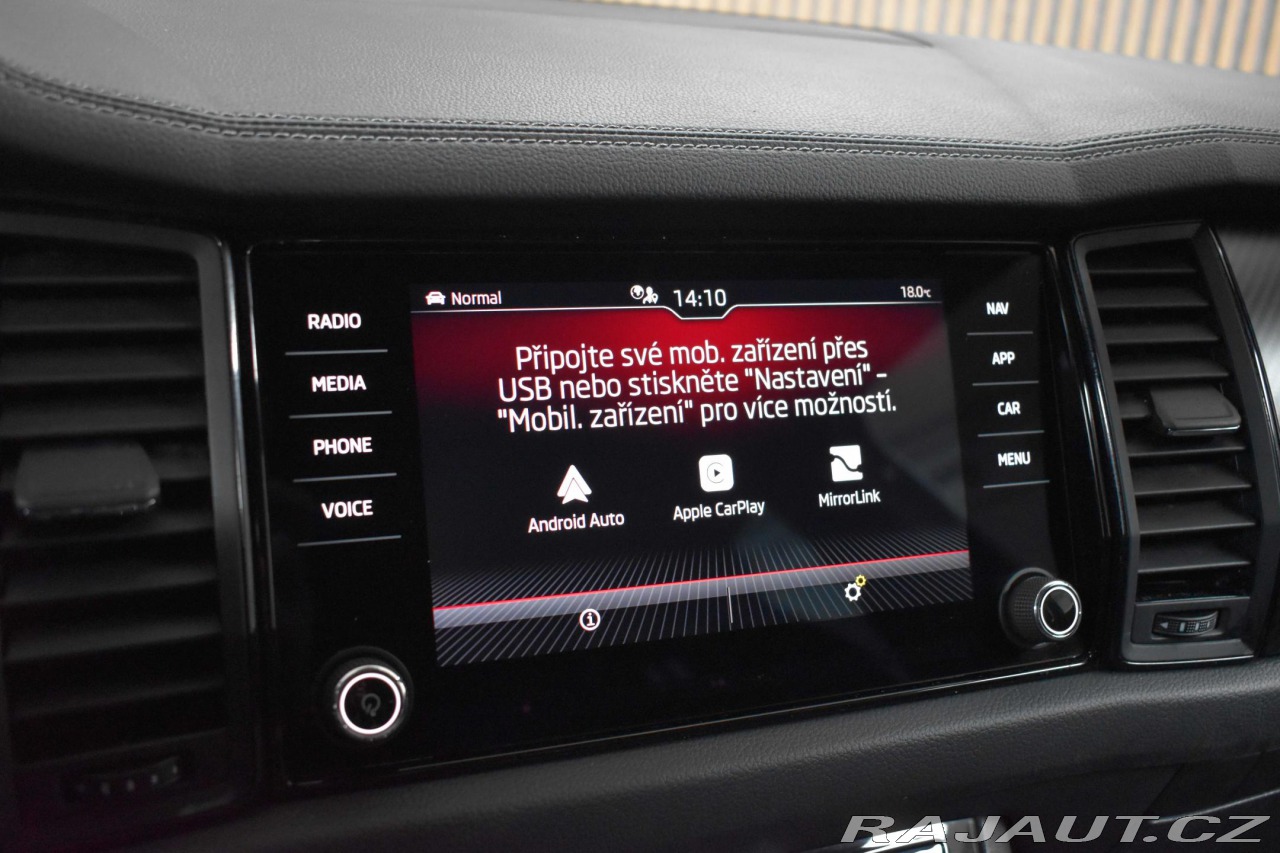 Normal
14:10
18.0°C
Připojte své mob. zařízení přes
USB nebo stiskněte "Nastavení" –
"Mobil. zařízení" pro více možností.
Android Auto
Apple CarPlay
MirrorLink
RADIO
MEDIA
PHONE
VOICE
NAV
APP
CAR
MENU
RAJAUT.CZ